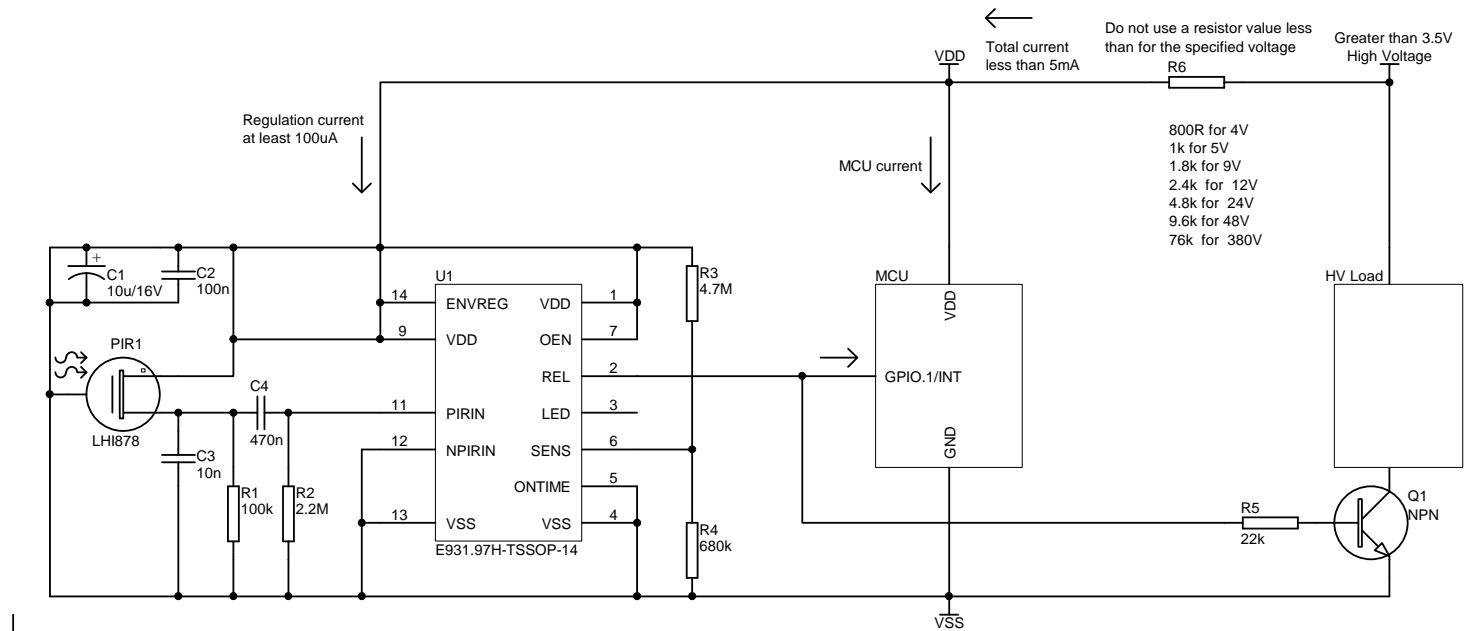 Total current
less than 5mA
Do not use a resistor value less
than for the specified voltage
Greater than 3.5V
High Voltage
VDD
R6
Regulation current
at least 100uA
MCU current
800R for 4V
1k for 5V
1.8k for 9V
2.4k for 12V
4.8k for 24V
9.6k for 48V
76k for 380V
+
C1
10u/16V
C2
100n
U1
R3
4.7M
MCU
HV Load
14
ENVREG
VDD
1
9
VDD
OEN
7
VDD
PIR1
REL
2
GPIO.1/INT
C4
470n
11
PIRIN
LED
3
LHI878
C3
10n
12
NPIRIN
SENS
6
GND
R1
100k
R2
2.2M
ONTIME
5
13
VSS
VSS
4
R4
680k
E931.97H-TSSOP-14
R5
22k
Q1
NPN
VSS